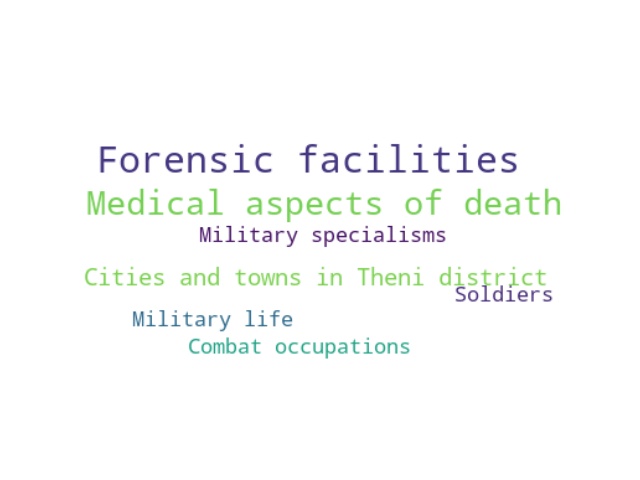 Forensic facilities
Medical aspects of death
Military specialisms
Cities and towns in Theni district
Soldiers
Military life
Combat occupations